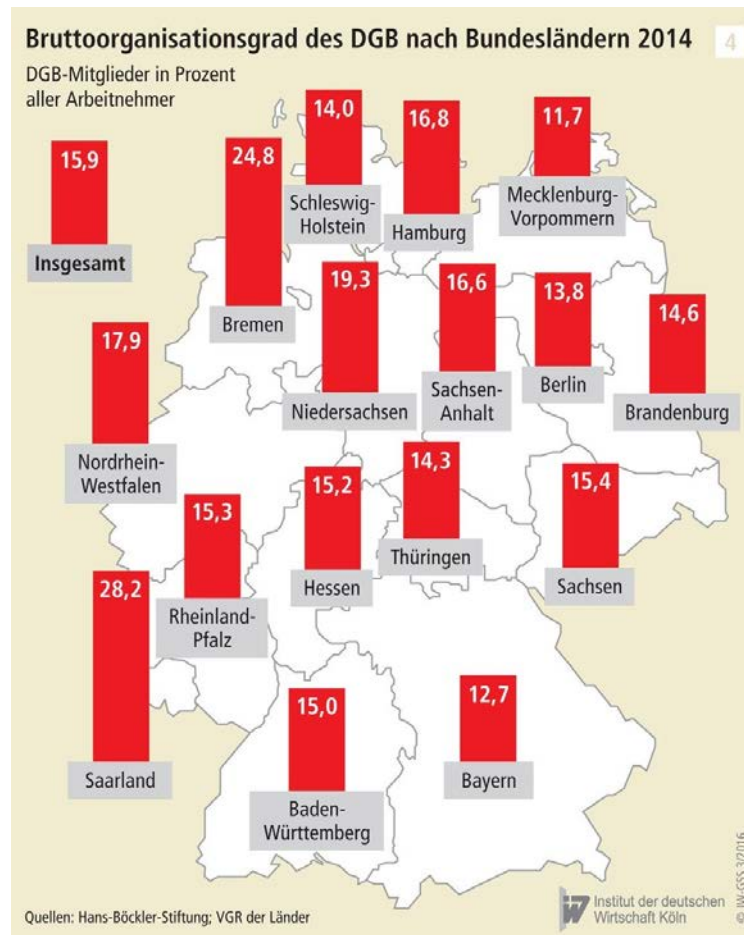 Bruttoorganisationsgrad des DGB nach Bundesländern 2014
4
DGB-Mitglieder in Prozent
aller Arbeitnehmer
15,9
Insgesamt
24,8
Bremen
14,0
Schleswig-
Holstein
16,8
Hamburg
11,7
Mecklenburg-
Vorpommern
17,9
Nordrhein-
Westfalen
19,3
Niedersachsen
16,6
Sachsen-
Anhalt
13,8
Berlin
14,6
Brandenburg
15,3
Rheinland-
Pfalz
15,2
Hessen
14,3
Thüringen
15,4
Sachsen
28,2
Saarland
15,0
Baden-
Württemberg
12,7
Bayern
Quellen: Hans-Böckler-Stiftung; VGR der Länder
Institut der deutschen
Wirtschaft Köln
© IW-GSS 3/2016